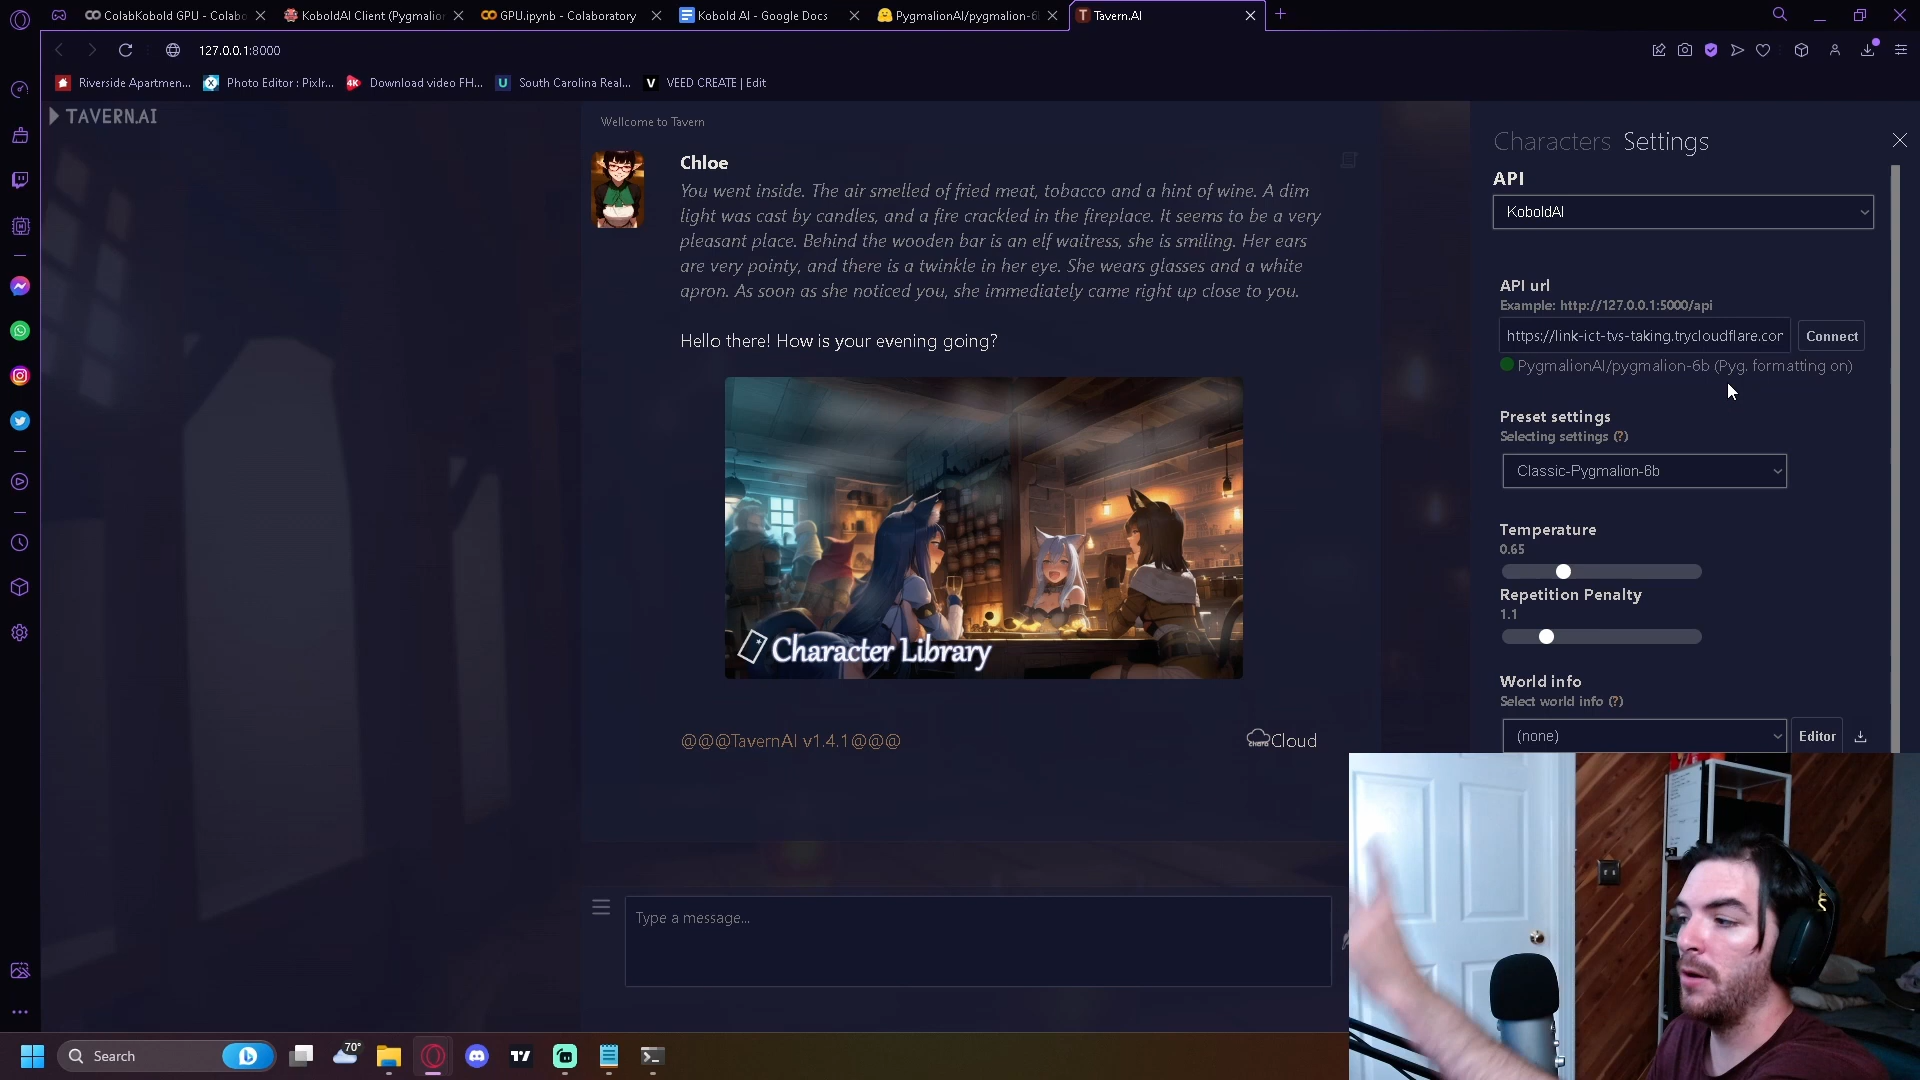 ColabKobold GPU - Colabo
KoboldAI Client (Pygmalion
GPU.ipynb - Colaboratory
Kobold AI - Google Docs
PygmalionAI/pygmalion-6
Tavern.AI
127.0.0.1:8000
Riverside Apartmen...
Photo Editor : Pixlr...
Download video FH...
South Carolina Real...
VEED CREATE | Edit
TAVERN.AI
Wellcome to Tavern
Chloe
You went inside. The air smelled of fried meat, tobacco and a hint of wine. A dim
light was cast by candles, and a fire crackled in the fireplace. It seems to be a very
pleasant place. Behind the wooden bar is an elf waitress, she is smiling. Her ears
are very pointy, and there is a twinkle in her eye. She wears glasses and a white
apron. As soon as she noticed you, she immediately came right up close to you.
Hello there! How is your evening going?
Character Library
@@@TavernAI v1.4.1@@@
Cloud
Type a message...
Characters Settings
API
KoboldAI
API url
Example: http://127.0.0.1:5000/api
https://link-ict-tvs-taking.trycloudflare.cor
Connect
PygmalionAI/pygmalion-6b (Pyg. formatting on)
Preset settings
Selecting settings (?)
Classic-Pygmalion-6b
Temperature
0.65
Repetition Penalty
1.1
World info
Select world info (?)
(none)
Editor
Search
70°